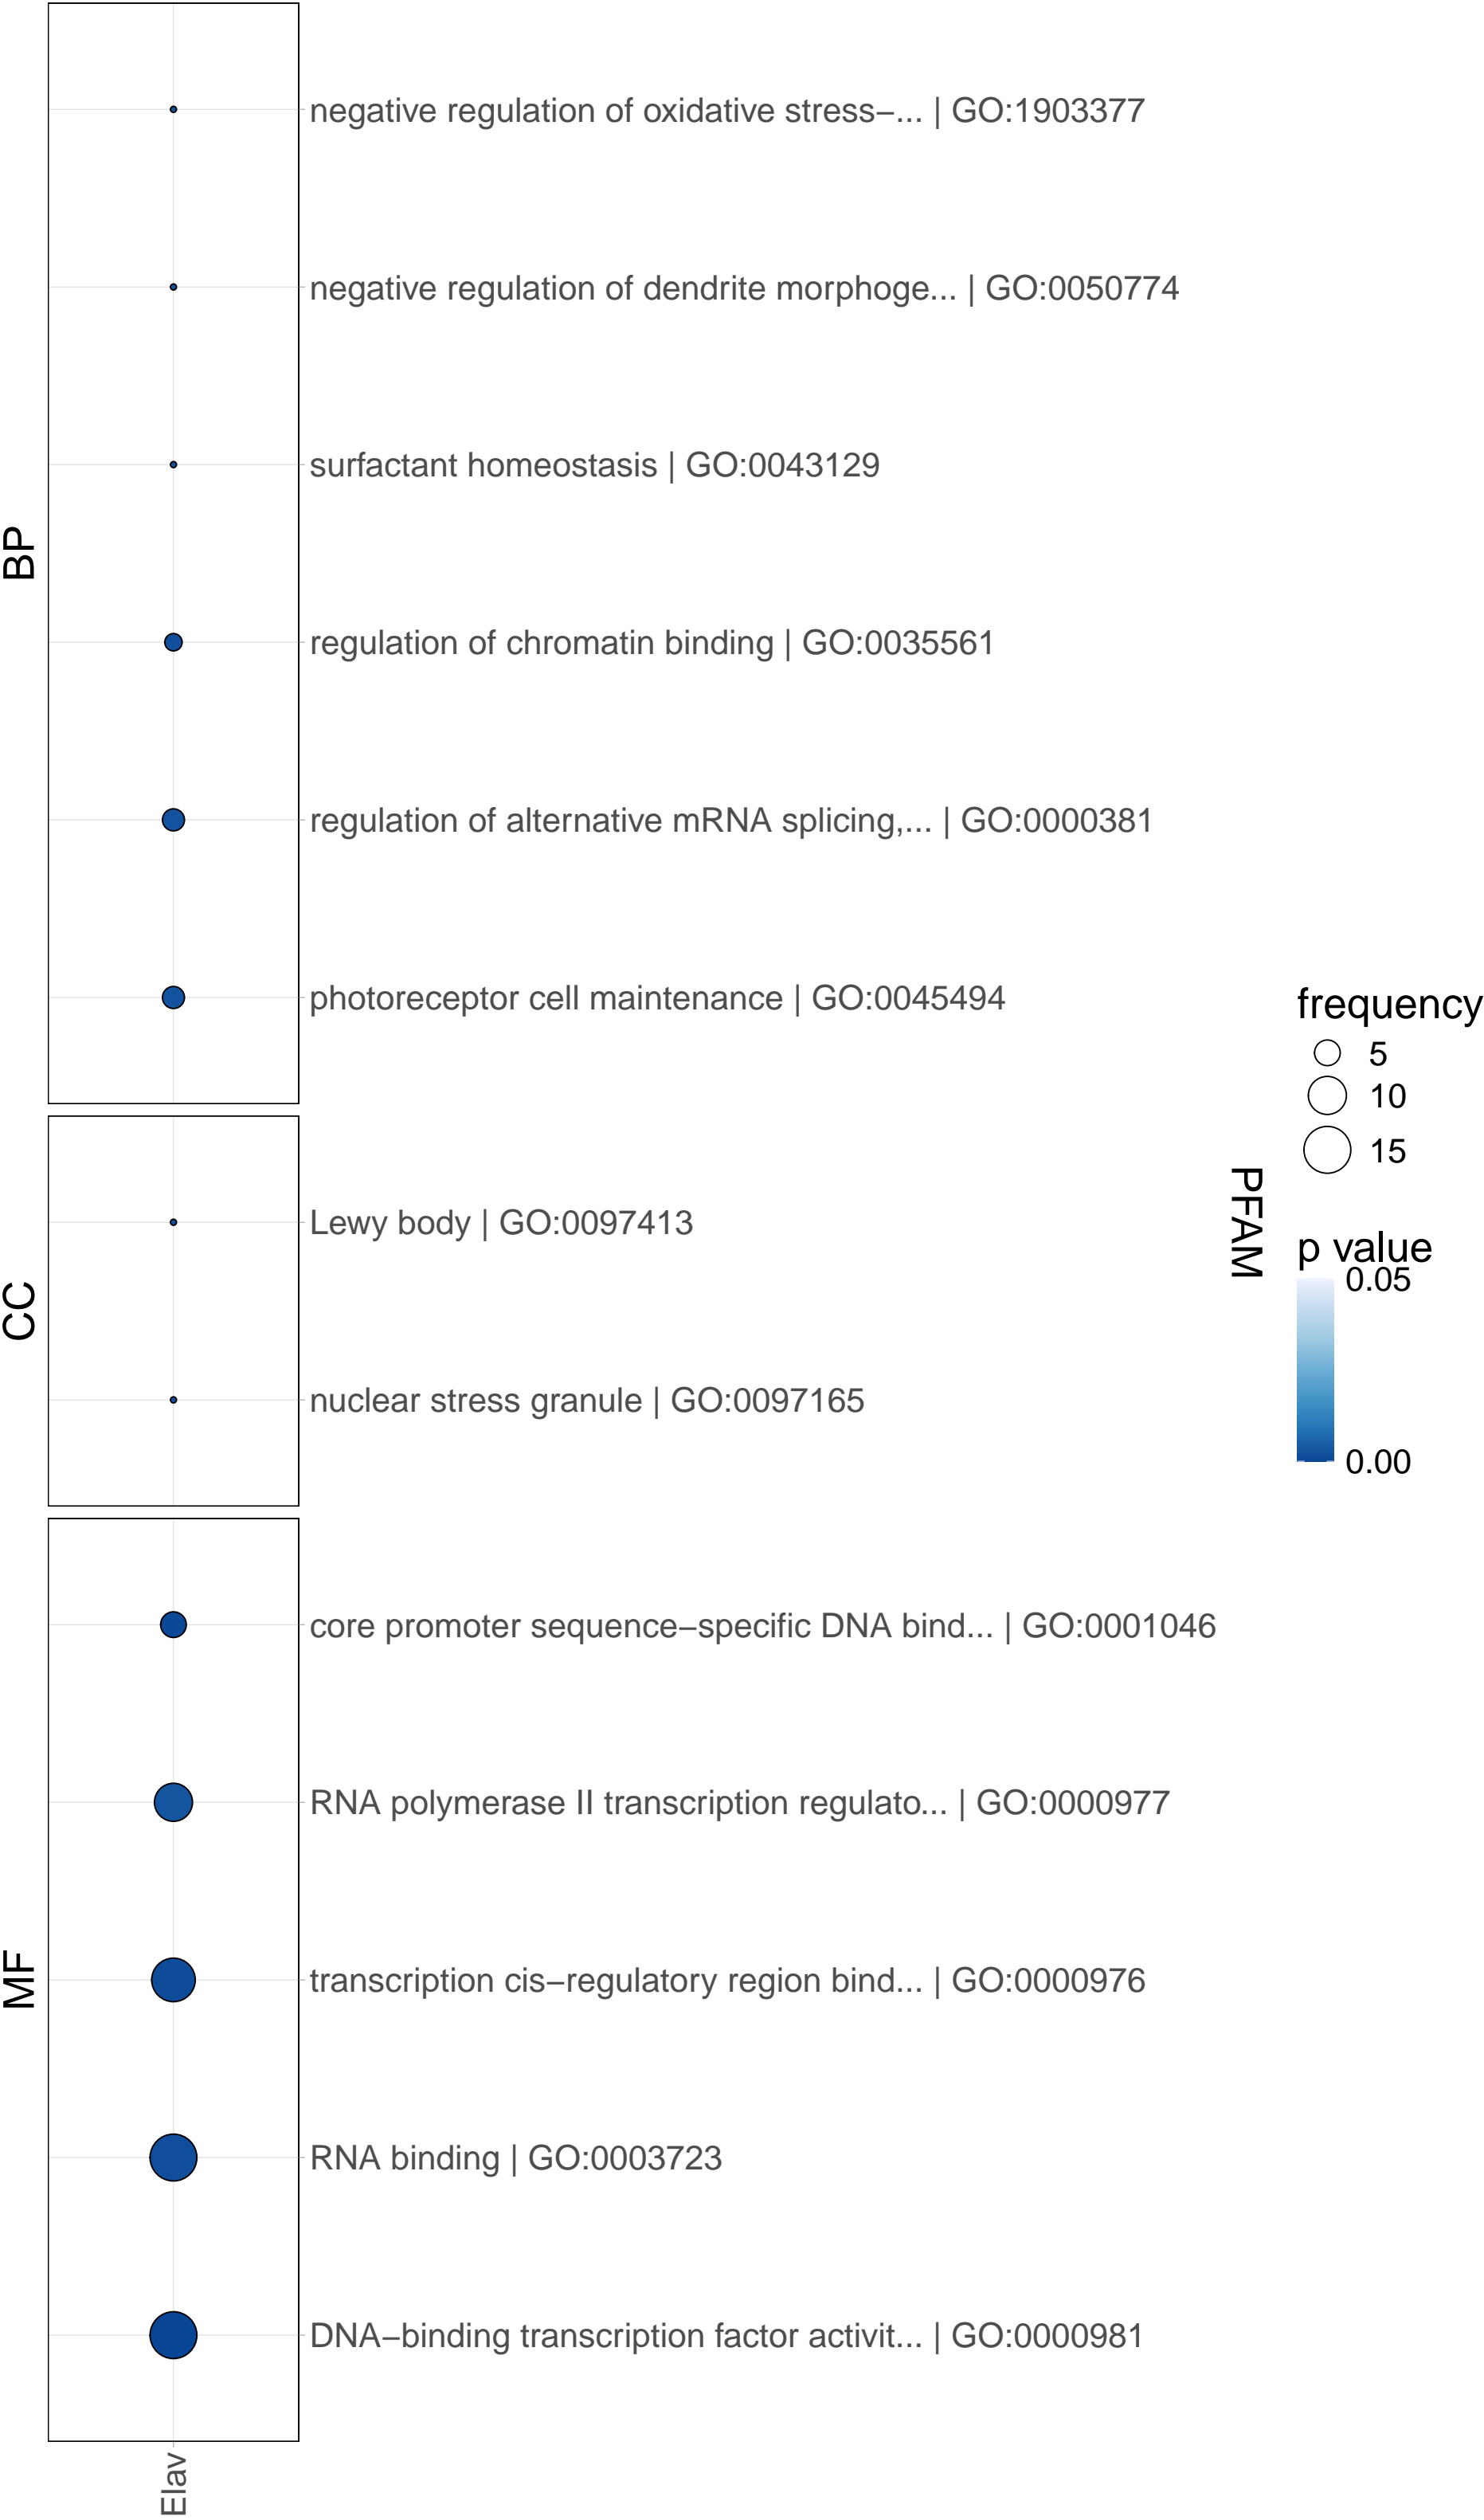 BP
negative regulation of oxidative stress−... | GO:1903377
negative regulation of dendrite morphoge... | GO:0050774
surfactant homeostasis | GO:0043129
regulation of chromatin binding | GO:0035561
regulation of alternative mRNA splicing,... | GO:0000381
photoreceptor cell maintenance | GO:0045494
CC
Lewy body | GO:0097413
nuclear stress granule | GO:0097165
MF
core promoter sequence−specific DNA bind... | GO:0001046
RNA polymerase II transcription regulato... | GO:0000977
transcription cis−regulatory region bind... | GO:0000976
RNA binding | GO:0003723
DNA−binding transcription factor activit... | GO:0000981
Elav
PFAM
frequency
5
10
15
p value
0.05
0.00